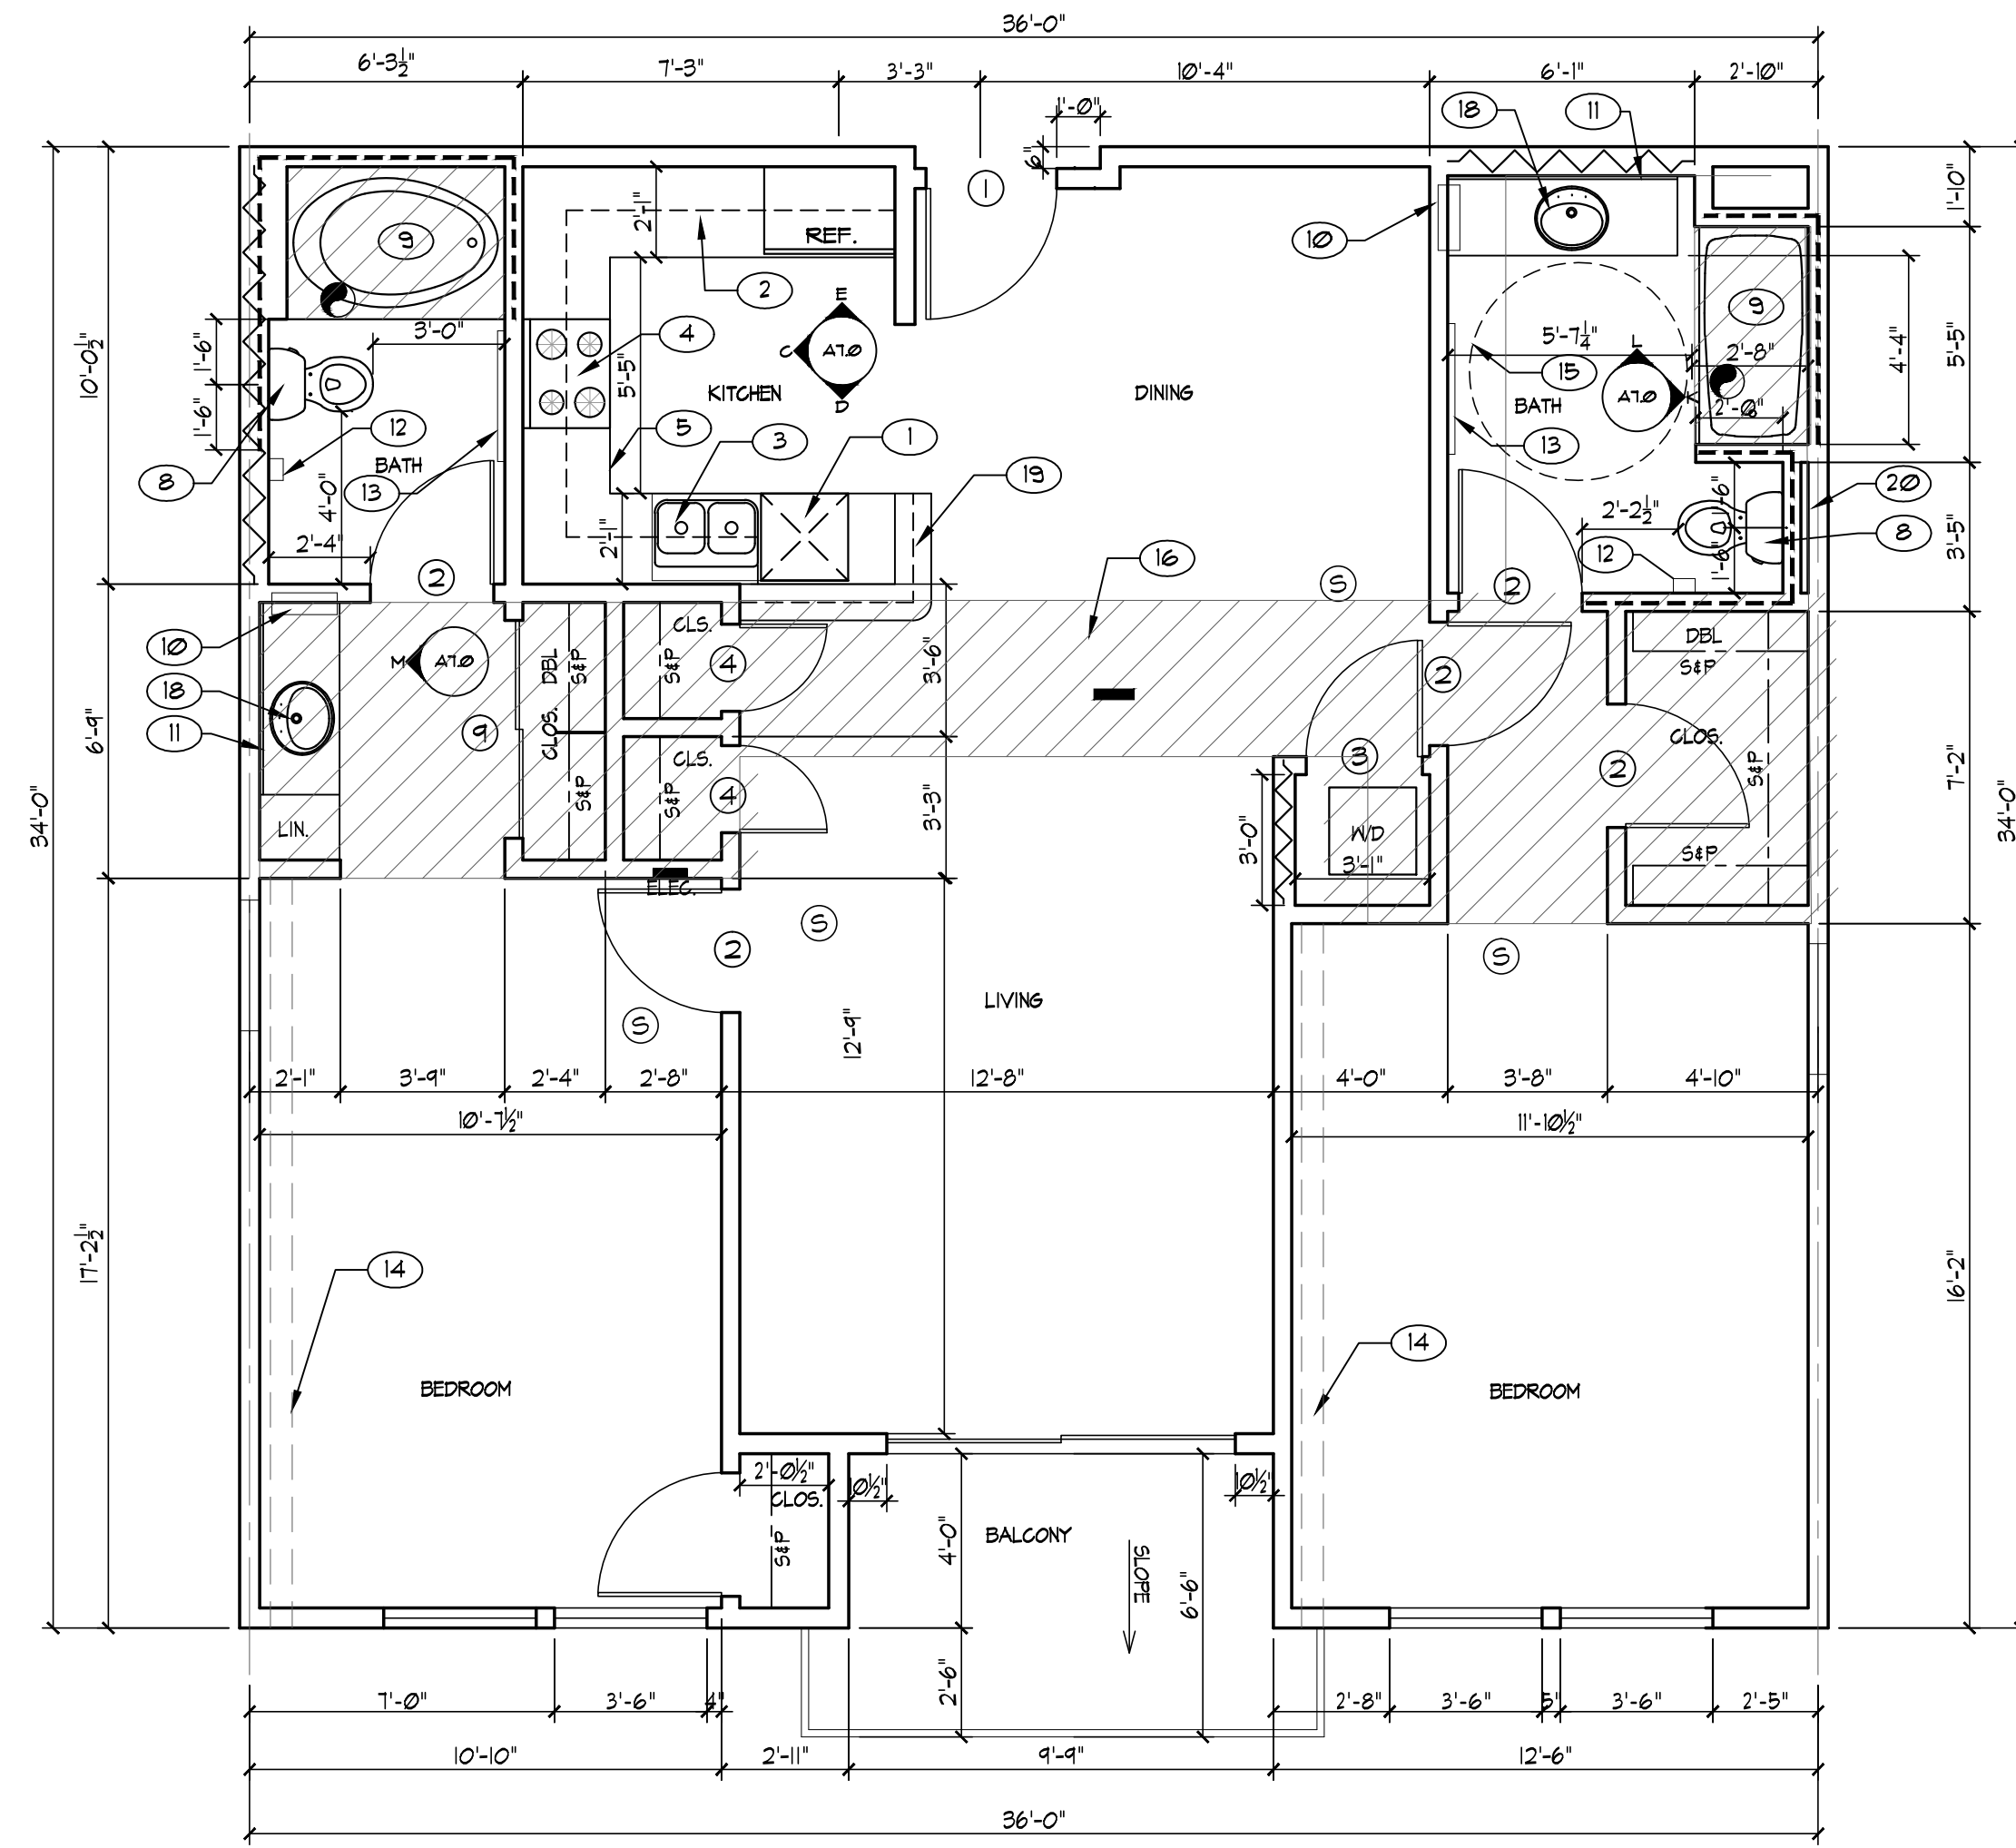 36'-0"
6'-3½"
7'-3"
3'-3"
10'-4"
6'-1"
2'-10"
1'-0"
18
11
6"
1
1'-10"
2'-1"
REF.
10
9
2
E
4
C
A7.0
D
3'-0"
5'-7¼"
L
2'-8"
9
4'-4"
5'-5"
10'-0½"
1'-6"
1'-6"
5'-5"
KITCHEN
DINING
15
BATH
A7.0
K
2'-0"
12
5
3
1
13
BATH
8
13
4'-0"
19
20
2'-4"
2'-1"
16
2'-2½"
1'-6"
1'-6"
12
8
3'-5"
2
S
2
10
CLS.
DBL
S&P
M
A7.0
DBL
S&P
S&P
4
3'-6"
2
18
11
9
CLOS.
CLS.
3
2
CLOS.
S&P
6'-9"
7'-2"
34'-0"
34'-0"
S&P
S&P
4
3'-3"
3'-0"
W/D
LIN.
S&P
3'-1"
ELEC.
S
2
S
LIVING
S
12'-9"
2'-1"
3'-9"
2'-4"
2'-8"
12'-8"
4'-0"
3'-8"
4'-10"
10'-7½"
11'-10½"
17'-2½"
16'-2"
14
14
BEDROOM
BEDROOM
2'-0½"
10½"
10½"
CLOS.
BALCONY
S&P
4'-0"
SLOPE
6'-6"
2'-6"
7'-0"
3'-6"
4"
2'-8"
3'-6"
5"
3'-6"
2'-5"
10'-10"
2'-11"
9'-9"
12'-6"
36'-0"